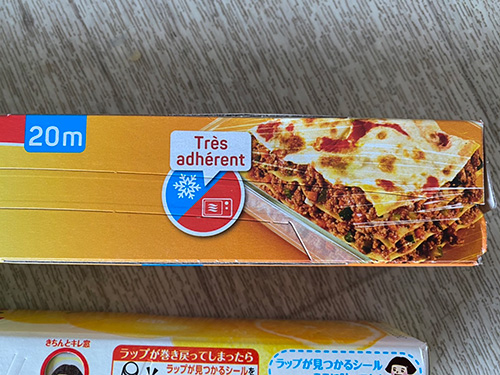 20m
Très
adhérent
きちんとキレ窓
ラップが巻き戻ってしまったら
ラップが見つかるシールを
ラップが見つかるシール